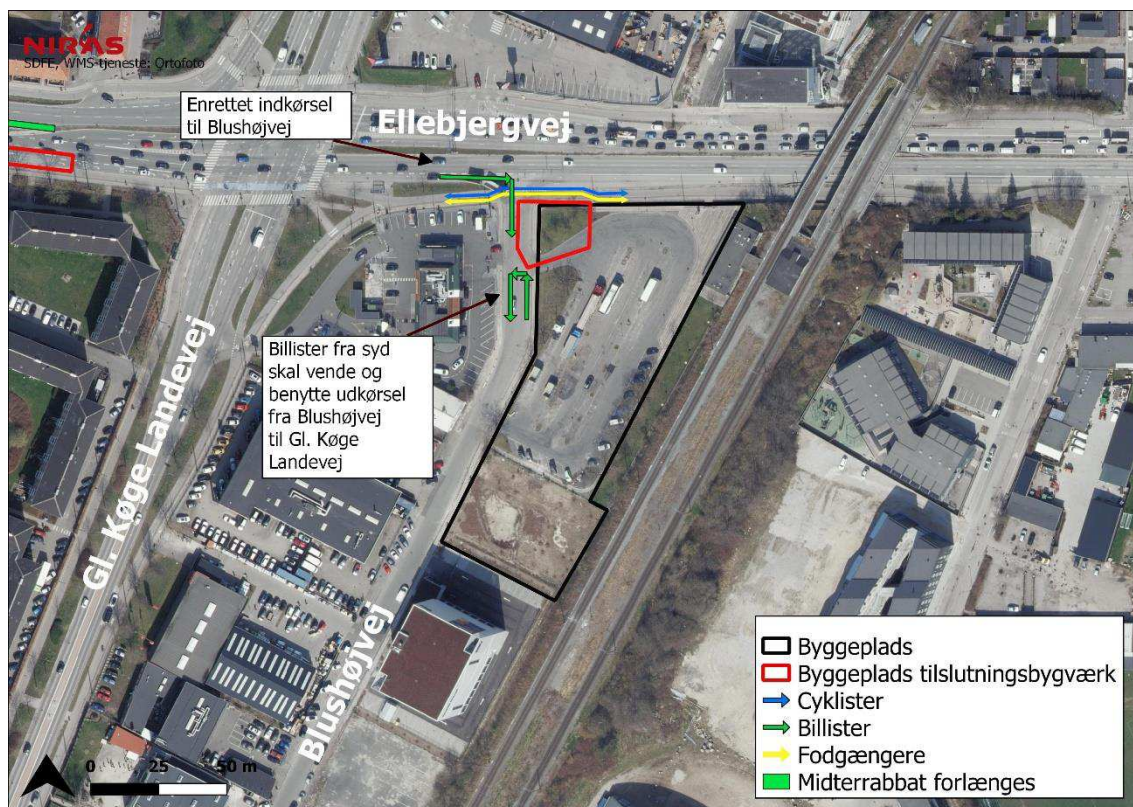 NIRAS
SDFE, WMS-tjeneste: Ortofoto
Enrettet indkørsel
til Blushøjvej
Ellebjergvej
Billister fra syd
skal vende og
benytte udkørsel
fra Blushøjvej
til Gl. Køge
Landevej
Gl. Køge Landevej
Blushøjvej
0 25 50 m
Byggeplads
Byggeplads tilslutningsbygværk
Cyklister
Billister
Fodgængere
Midterrabbat forlænges